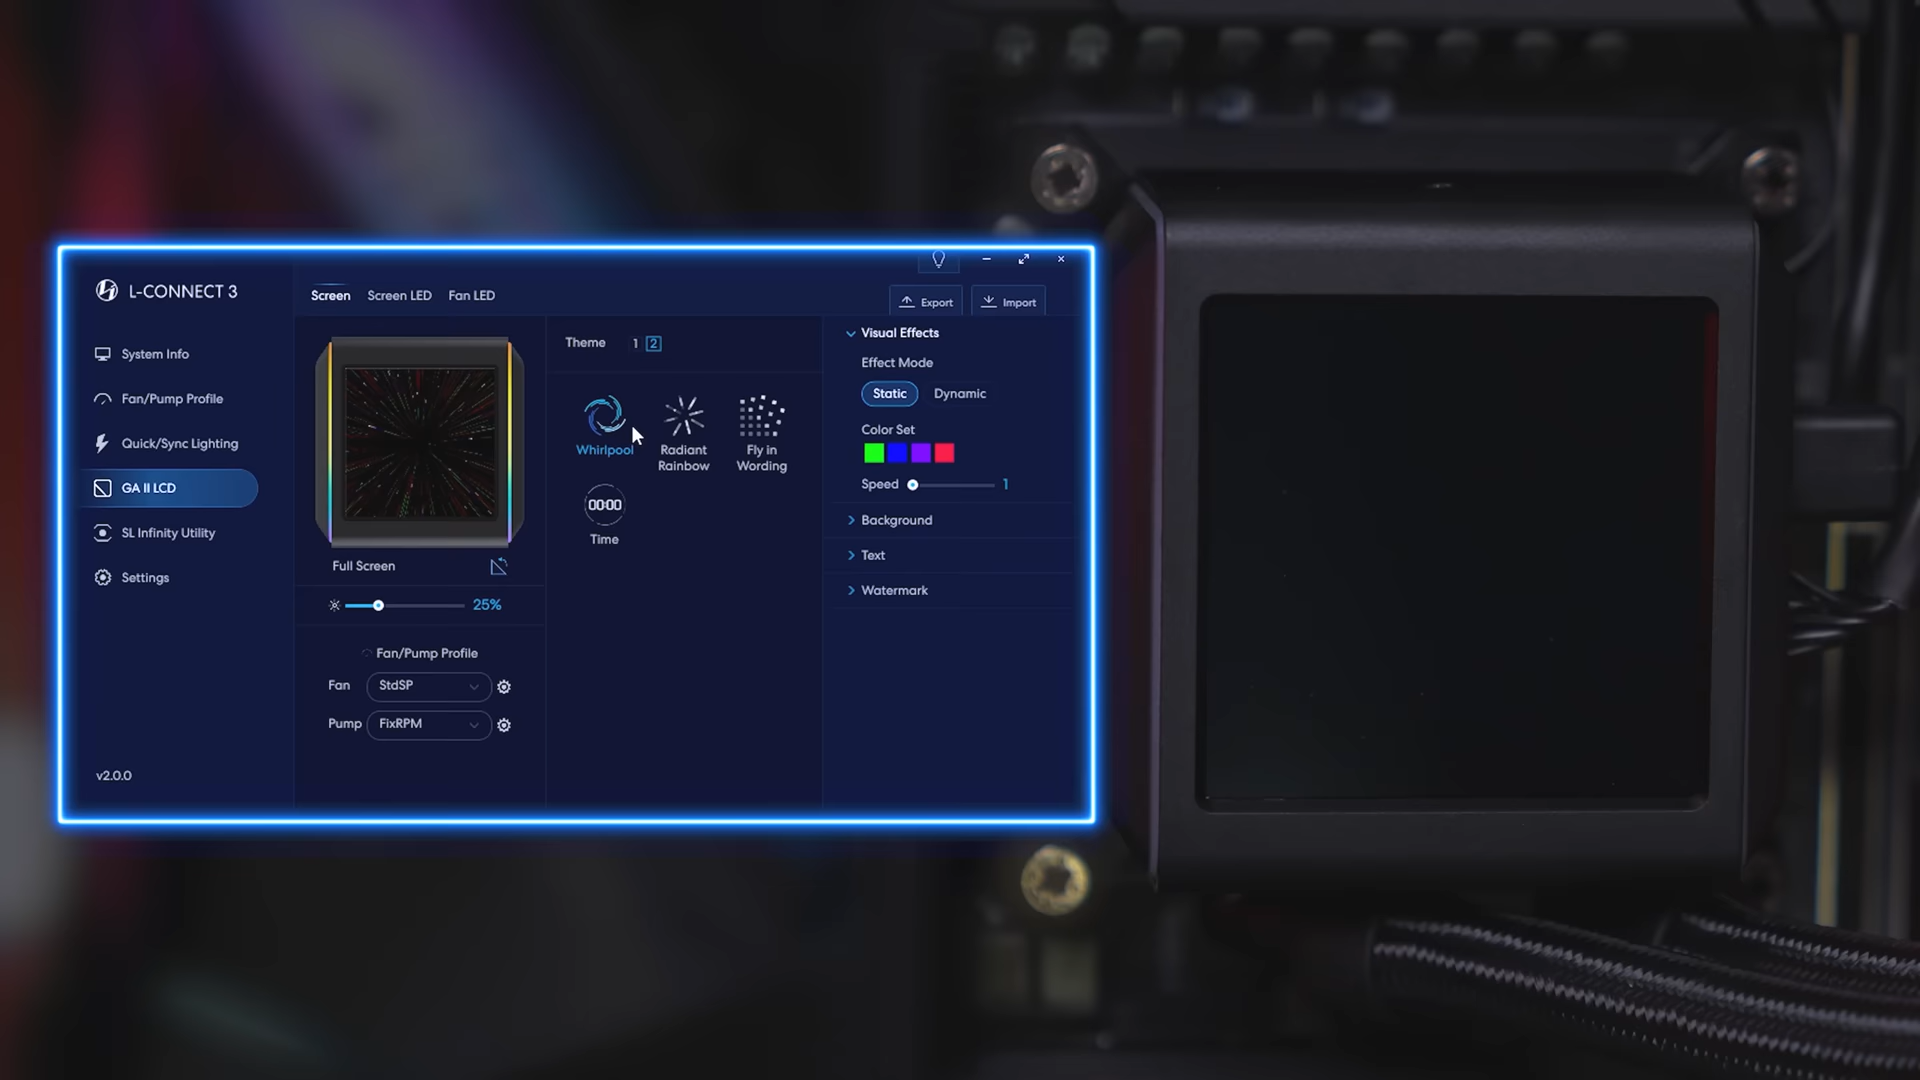 L-CONNECT 3
System Info
Fan/Pump Profile
Quick/Sync Lighting
GA II LCD
SL Infinity Utility
Settings
v2.0.0
Screen Screen LED Fan LED
Export Import
Full Screen
25%
Fan/Pump Profile
Fan StdSP
Pump FixRPM
Theme 1 2
Whirlpool
Radiant
Rainbow
Fly in
Wording
00:00
Time
Visual Effects
Effect Mode
Static Dynamic
Color Set
Speed 1
Background
Text
Watermark